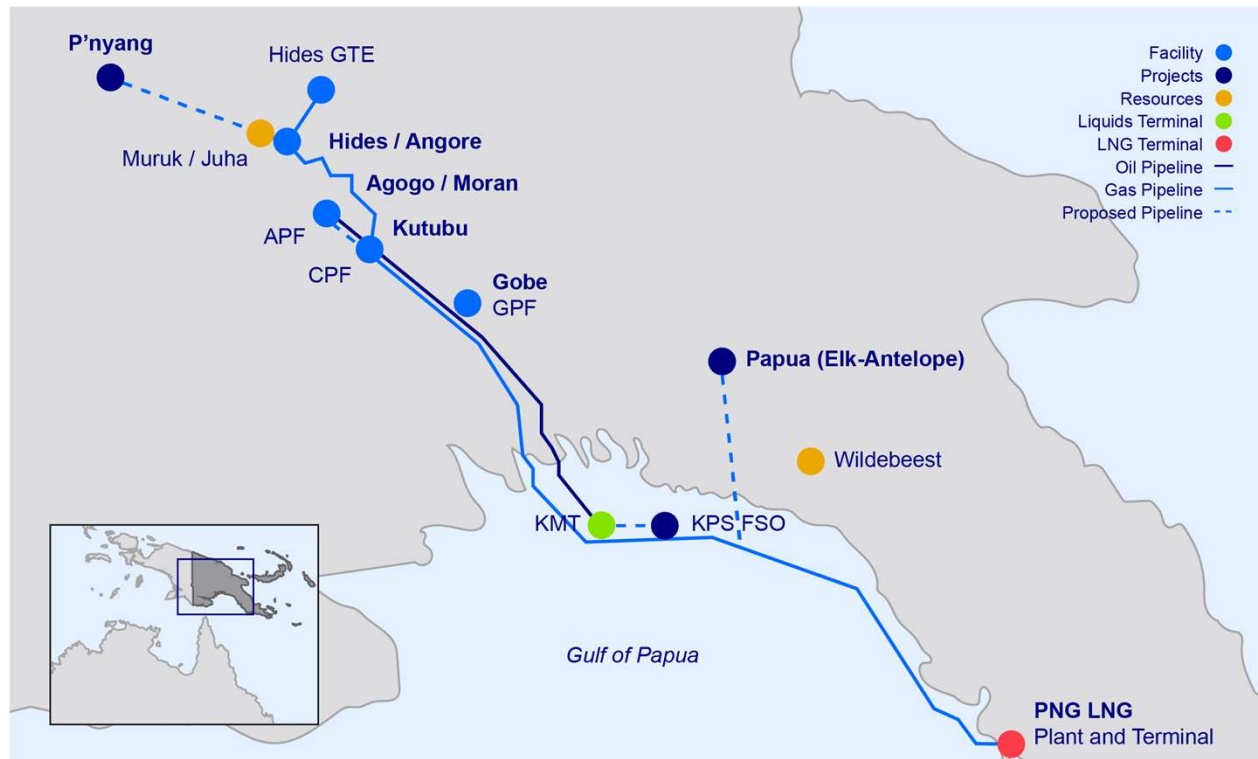 P'nyang
Hides GTE
Muruk / Juha
Hides / Angore
Agogo / Moran
APF
Kutubu
CPF
Gobe
GPF
Papua (Elk-Antelope)
Wildebeest
KMT
KPS FSO
Gulf of Papua
PNG LNG
Plant and Terminal
Facility
Projects
Resources
Liquids Terminal
LNG Terminal
Oil Pipeline
Gas Pipeline
Proposed Pipeline